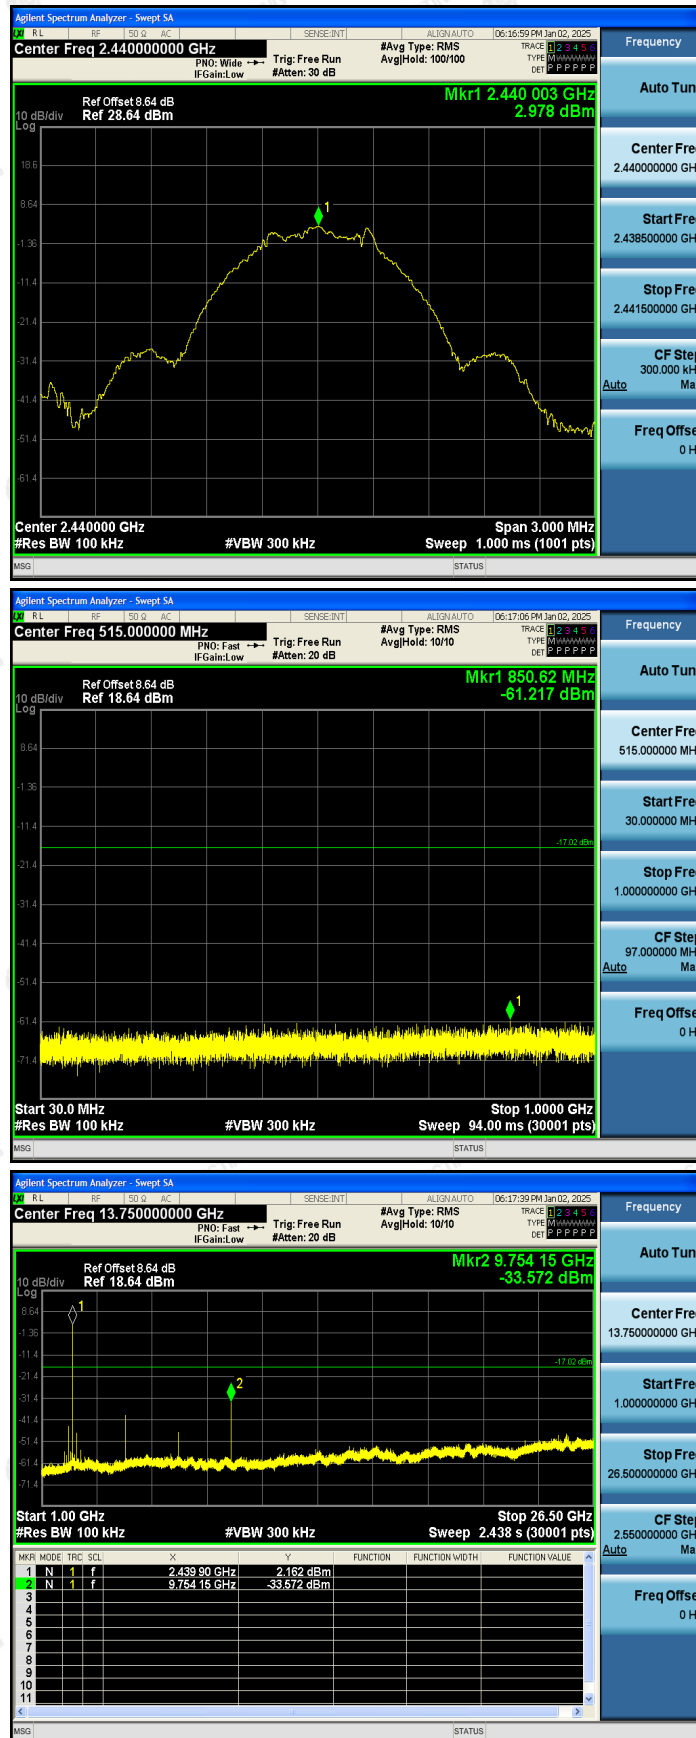 Agilent Spectrum Analyzer - Swept SA
LXI RL RF 50 Ω AC SENSE:INT ALIGNAUTO 06:16:59 PM Jan 02, 2025
Center Freq 2.440000000 GHz
PNO: Wide
IFGain:Low
Trig: Free Run
#Atten: 30 dB
#Avg Type: RMS
Avg|Hold: 100/100
TRACE 1 2 3 4 5 6
TYPE M
DET P P P P P P
Frequency
Auto Tun
Center Fre
2.440000000 GH
Start Fre
2.438500000 GH
Stop Fre
2.441500000 GH
CF Step
300.000 kH
Auto Ma
Freq Offse
0 H
Mkr1 2.440 003 GHz
2.978 dBm
Ref Offset 8.64 dB
10 dB/div Ref 28.64 dBm
Log
18.6
8.64
-1.36
-11.4
-21.4
-31.4
-41.4
-51.4
-61.4
1
Center 2.440000 GHz Span 3.000 MHz
#Res BW 100 kHz #VBW 300 kHz Sweep 1.000 ms (1001 pts)
MSG STATUS
Agilent Spectrum Analyzer - Swept SA
LXI RL RF 50 Ω AC SENSE:INT ALIGNAUTO 06:17:06 PM Jan 02, 2025
Center Freq 515.000000 MHz
PNO: Fast
IFGain:Low
Trig: Free Run
#Atten: 20 dB
#Avg Type: RMS
Avg|Hold: 10/10
TRACE 1 2 3 4 5 6
TYPE M
DET P P P P P P
Frequency
Auto Tun
Center Fre
515.000000 MH
Start Fre
30.000000 MH
Stop Fre
1.000000000 GH
CF Step
97.000000 MH
Auto Ma
Freq Offse
0 H
Mkr1 850.62 MHz
-61.217 dBm
Ref Offset 8.64 dB
10 dB/div Ref 18.64 dBm
Log
8.64
-1.36
-11.4
-21.4
-31.4
-41.4
-51.4
-61.4
-71.4
-17.02 dBm
1
Start 30.0 MHz Stop 1.0000 GHz
#Res BW 100 kHz #VBW 300 kHz Sweep 94.00 ms (30001 pts)
MSG STATUS
Agilent Spectrum Analyzer - Swept SA
LXI RL RF 50 Ω AC SENSE:INT ALIGNAUTO 06:17:39 PM Jan 02, 2025
Center Freq 13.750000000 GHz
PNO: Fast
IFGain:Low
Trig: Free Run
#Atten: 20 dB
#Avg Type: RMS
Avg|Hold: 10/10
TRACE 1 2 3 4 5 6
TYPE M
DET P P P P P P
Frequency
Auto Tun
Center Fre
13.750000000 GH
Start Fre
1.000000000 GH
Stop Fre
26.500000000 GH
CF Step
2.550000000 GH
Auto Ma
Freq Offse
0 H
Mkr2 9.754 15 GHz
-33.572 dBm
Ref Offset 8.64 dB
10 dB/div Ref 18.64 dBm
Log
8.64
-1.36
-11.4
-21.4
-31.4
-41.4
-51.4
-61.4
-71.4
-17.02 dBm
1
2
Start 1.00 GHz Stop 26.50 GHz
#Res BW 100 kHz #VBW 300 kHz Sweep 2.438 s (30001 pts)
MKR MODE TRC SCL X Y FUNCTION FUNCTION WIDTH FUNCTION VALUE
1 N 1 f 2.439 90 GHz 2.162 dBm
2 N 1 f 9.754 15 GHz -33.572 dBm
3
4
5
6
7
8
9
10
11
MSG STATUS